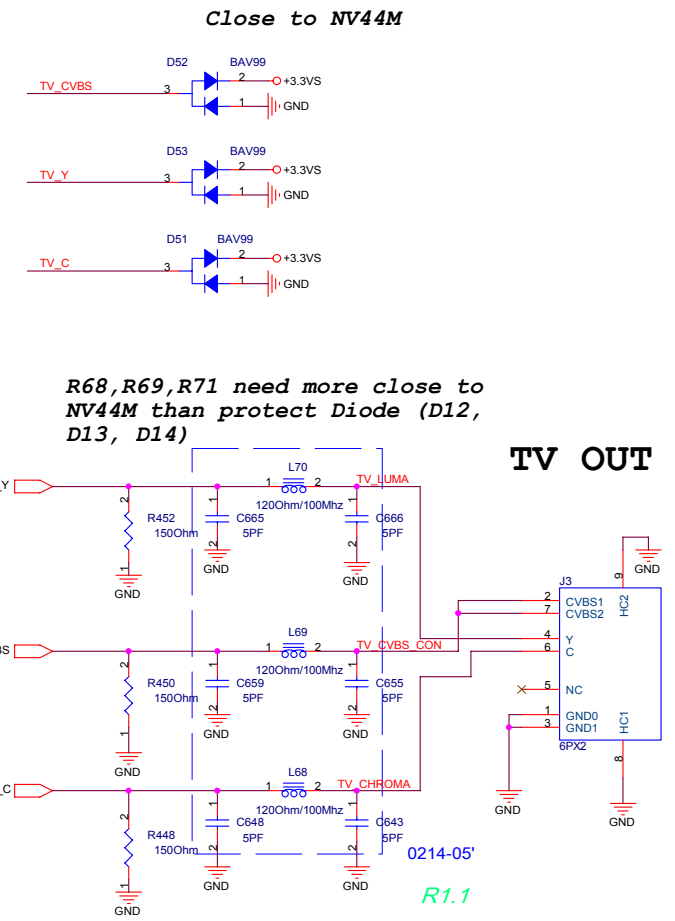 Close to NV44M
D52 BAV99
TV_CVBS 3 2 +3.3VS
1 GND
D53 BAV99
TV_Y 3 2 +3.3VS
1 GND
D51 BAV99
TV_C 3 2 +3.3VS
1 GND
R68,R69,R71 need more close to
NV44M than protect Diode (D12,
D13, D14)
TV OUT
_Y 1 L70 2 TV_LUMA
120Ohm/100Mhz
2 R452 150Ohm 1 GND
1 C665 5PF 2 GND
1 C666 5PF 2 GND
BS 1 L69 2 TV_CVBS_CON
120Ohm/100Mhz
2 R450 150Ohm 1 GND
1 C659 5PF 2 GND
1 C655 5PF 2 GND
_C 1 L68 2 TV_CHROMA
120Ohm/100Mhz
2 R448 150Ohm 1 GND
1 C648 5PF 2 GND
1 C643 5PF 2 GND
J3
9 HC2 GND
2 CVBS1
7 CVBS2
4 Y
6 C
5 NC
1 GND0
3 GND1
8 HC1 GND
6PX2
GND
0214-05'
R1.1